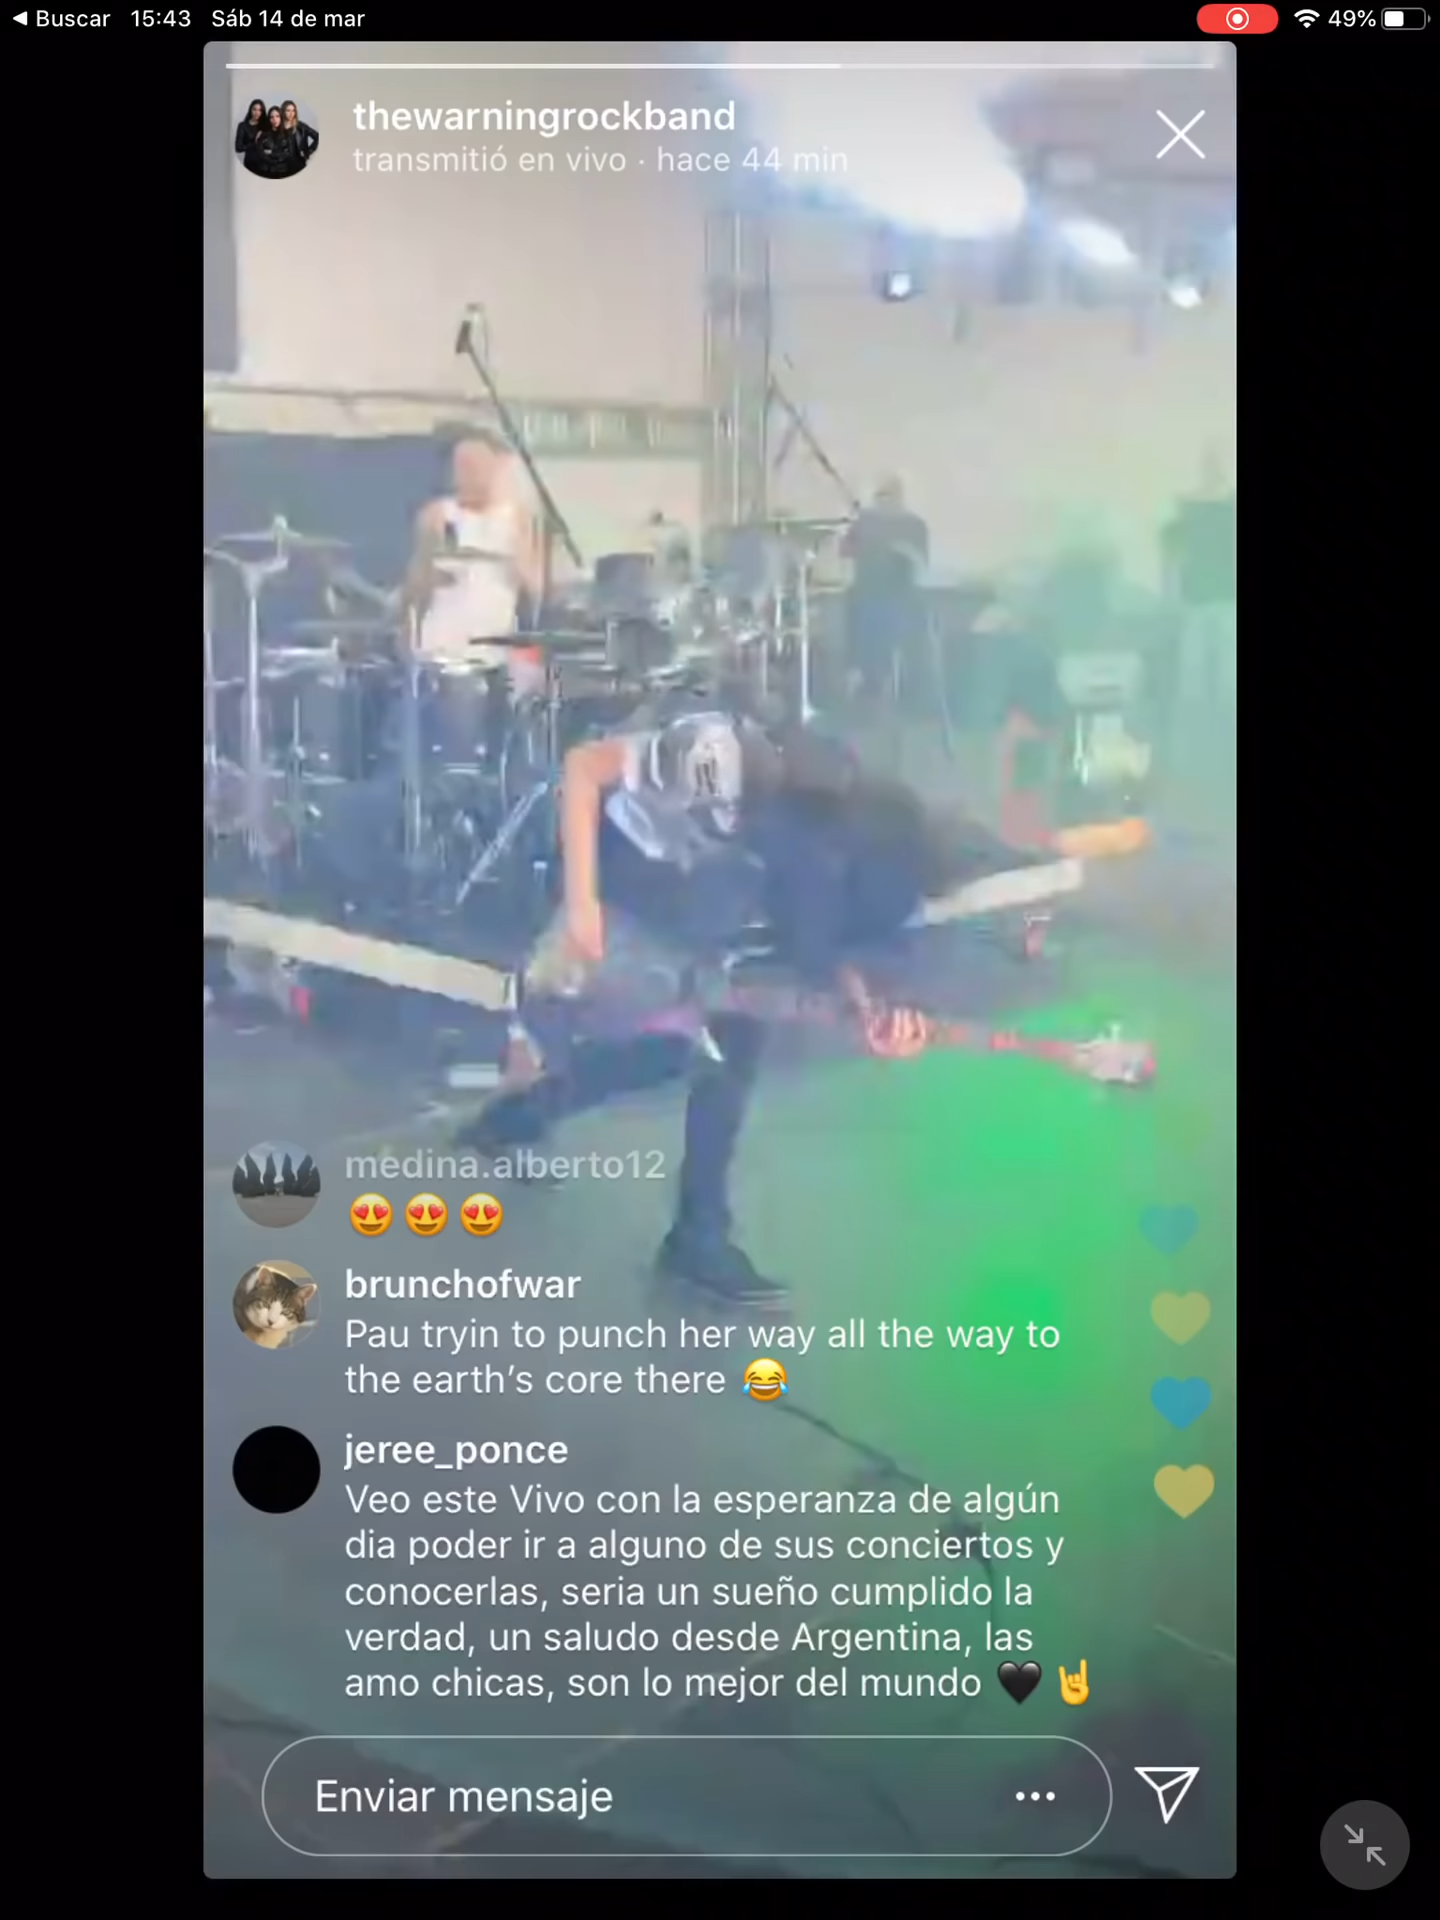 ◀ Buscar 15:43 Sáb 14 de mar 49%
thewarningrockband
transmitió en vivo · hace 44 min
medina.alberto12
😍😍😍
brunchofwar
Pau tryin to punch her way all the way to
the earth’s core there 😂
jeree_ponce
Veo este Vivo con la esperanza de algún
dia poder ir a alguno de sus conciertos y
conocerlas, seria un sueño cumplido la
verdad, un saludo desde Argentina, las
amo chicas, son lo mejor del mundo 🖤🤘
Enviar mensaje